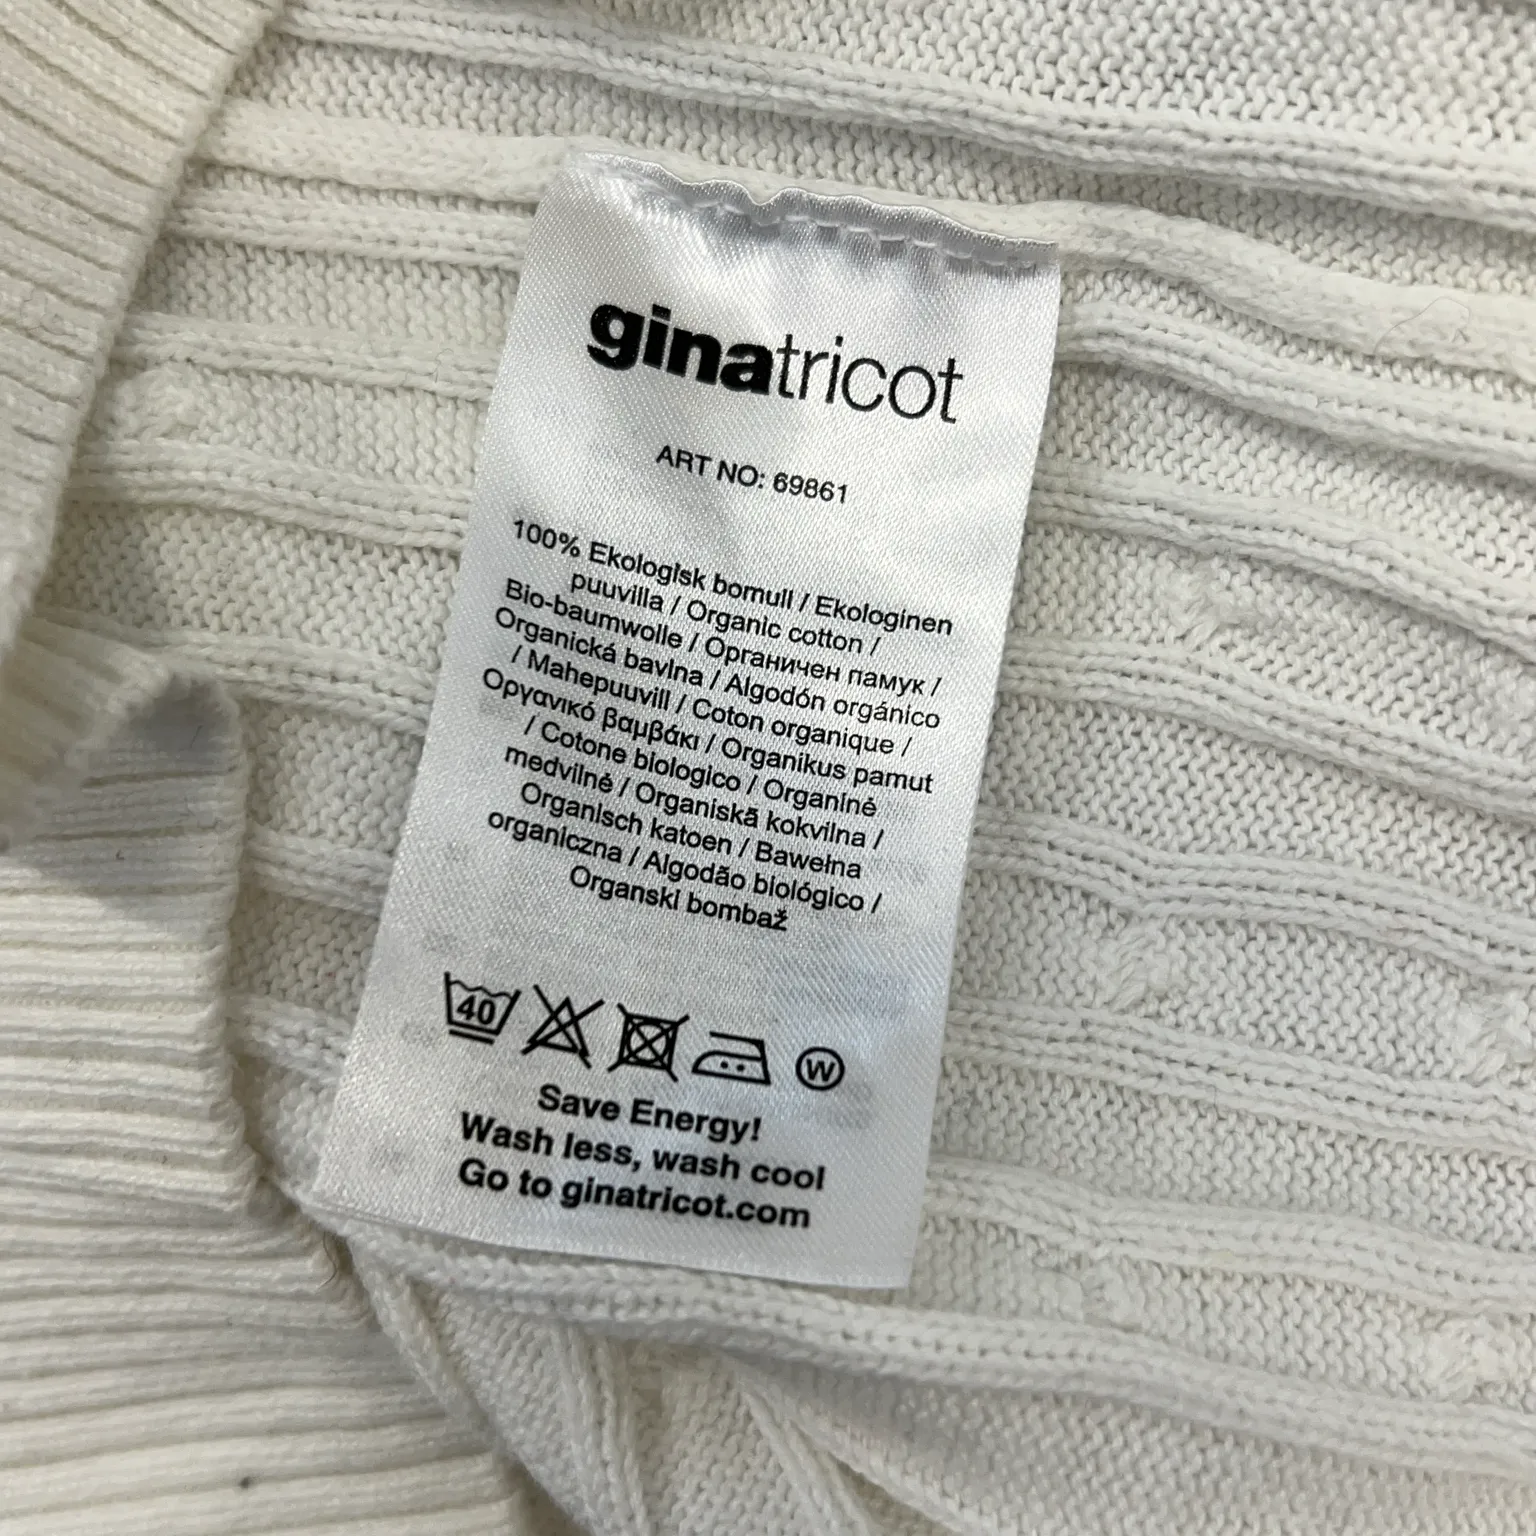 ginatricot
ART NO: 69861
100% Ekologisk bomull / Ekologinen
puuvilla / Organic cotton /
Bio-baumwolle / Органичен памук /
Organická bavlna / Algodón orgánico
/ Mahepuuvill / Coton organique /
Οργανικό βαμβάκι / Organikus pamut
/ Cotone biologico / Organinė
medvilnė / Organiskā kokvilna /
Organisch katoen / Bawełna
organiczna / Algodão biológico /
Organski bombaž
40
W
Save Energy!
Wash less, wash cool
Go to ginatricot.com